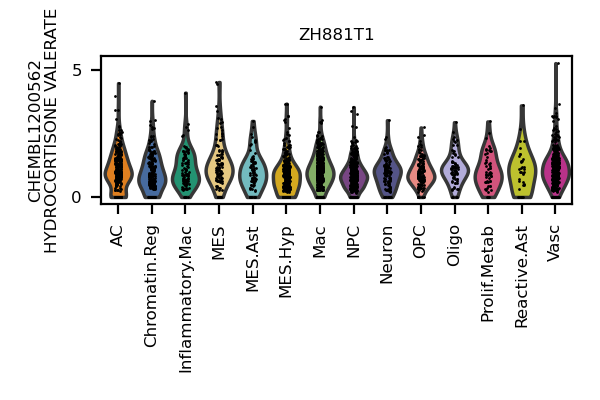 ZH881T1
CHEMBL1200562
HYDROCORTISONE VALERATE
5
0
AC
Chromatin.Reg
Inflammatory.Mac
MES
MES.Ast
MES.Hyp
Mac
NPC
Neuron
OPC
Oligo
Prolif.Metab
Reactive.Ast
Vasc